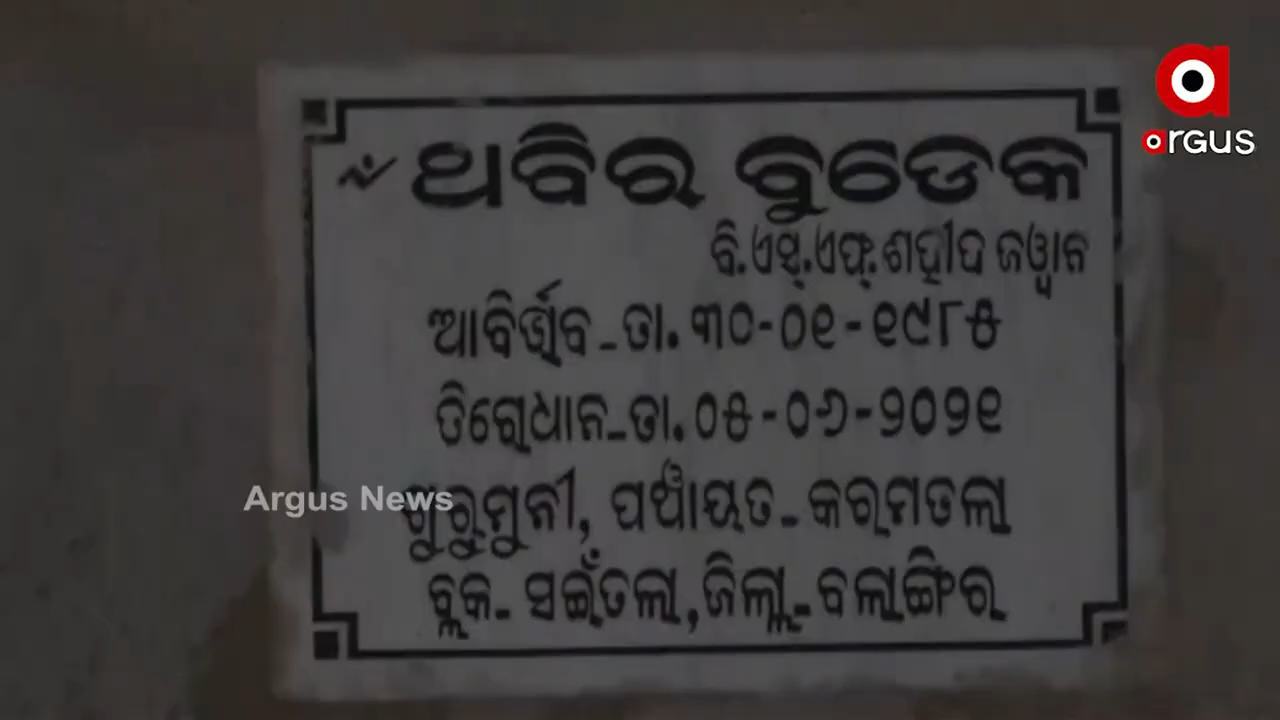 argus
ଥବିର ବୁଡେକ
ବି.ଏସ୍.ଏଫ୍.ଶହୀଦ ଜୱାନ
ଆବିର୍ଭାବ-ତା. ୩୦-୦୧-୧୯୮୫
ତିରୋଧାନ-ତା. ୦୫-୦୬-୨୦୨୧
Argus News
ଖୁରୁମୁନୀ, ପଞ୍ଚାୟତ- କରମତଲା
ବ୍ଲକ- ସଇଁତଲା, ଜିଲ୍ଲା- ବଲାଙ୍ଗିର